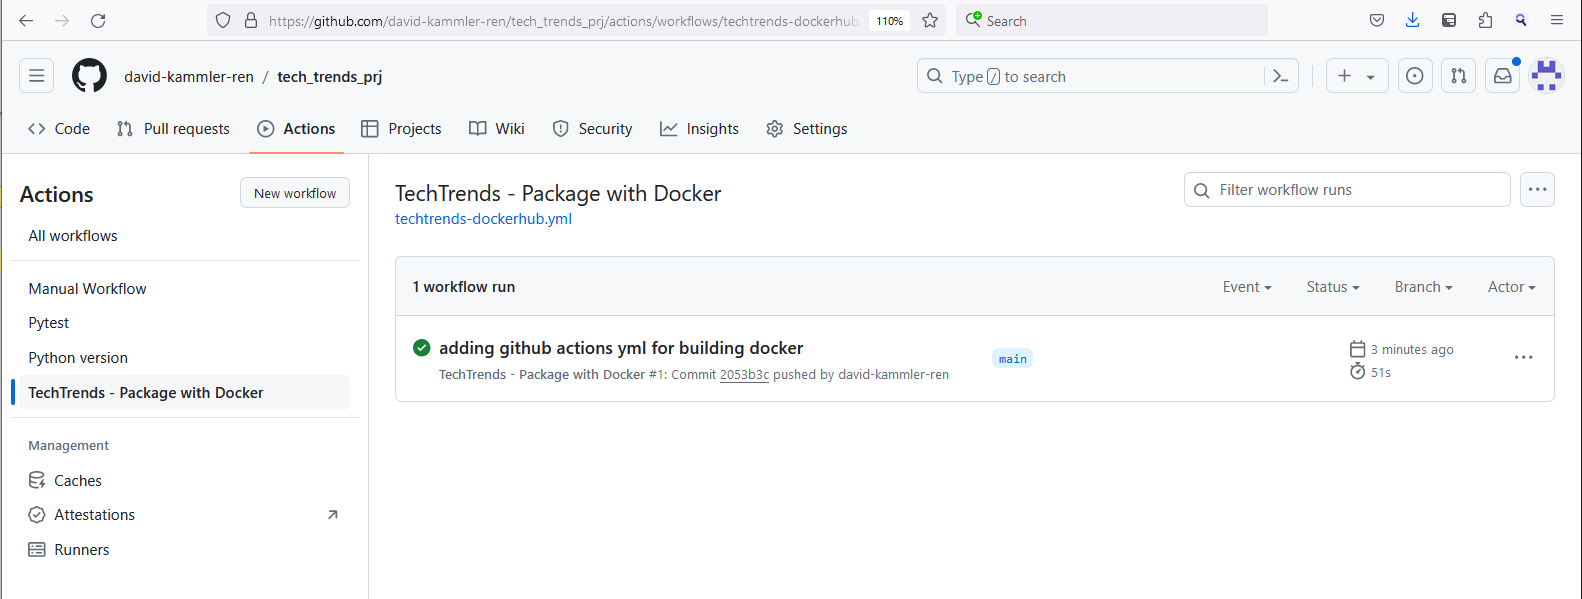 https://github.com/david-kammler-ren/tech_trends_prj/actions/workflows/techtrends-dockerhub. 110% Search
david-kammler-ren / tech_trends_prj Type / to search
Code Pull requests Actions Projects Wiki Security Insights Settings
Actions New workflow
All workflows
Manual Workflow
Pytest
Python version
TechTrends - Package with Docker
Management
Caches
Attestations
Runners
TechTrends - Package with Docker Filter workflow runs
techtrends-dockerhub.yml
1 workflow run Event Status Branch Actor
adding github actions yml for building docker main 3 minutes ago
TechTrends - Package with Docker #1: Commit 2053b3c pushed by david-kammler-ren 51s